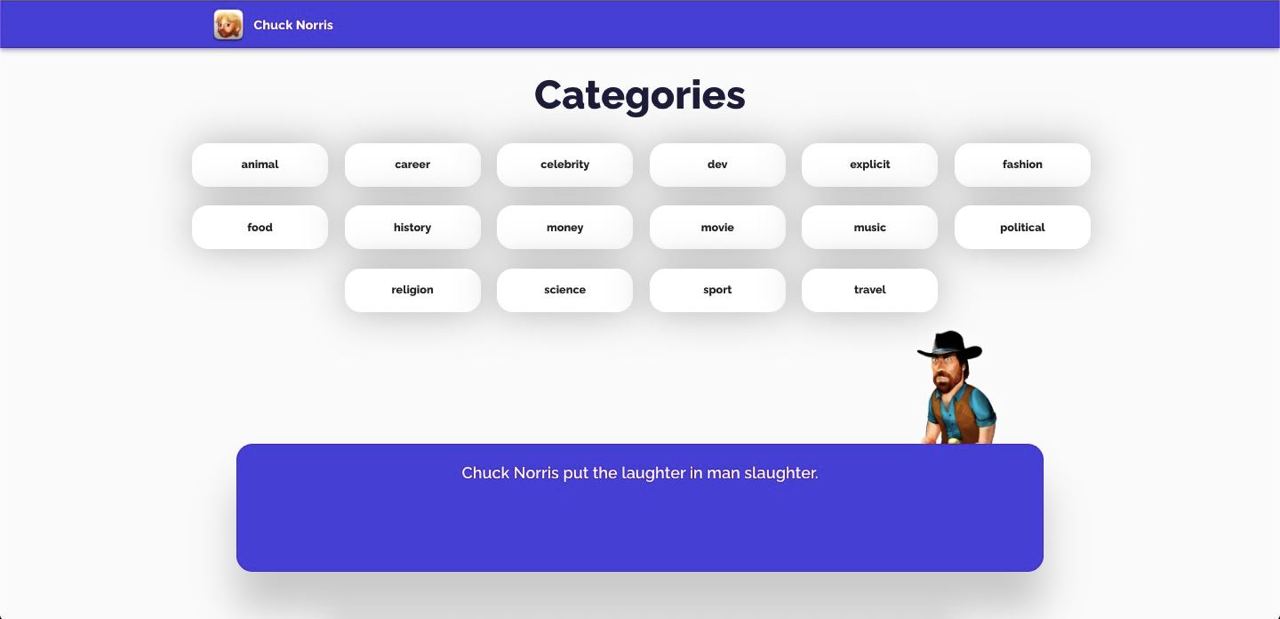 Chuck Norris
Categories
animal career celebrity dev explicit fashion
food history money movie music political
religion science sport travel
Chuck Norris put the laughter in man slaughter.